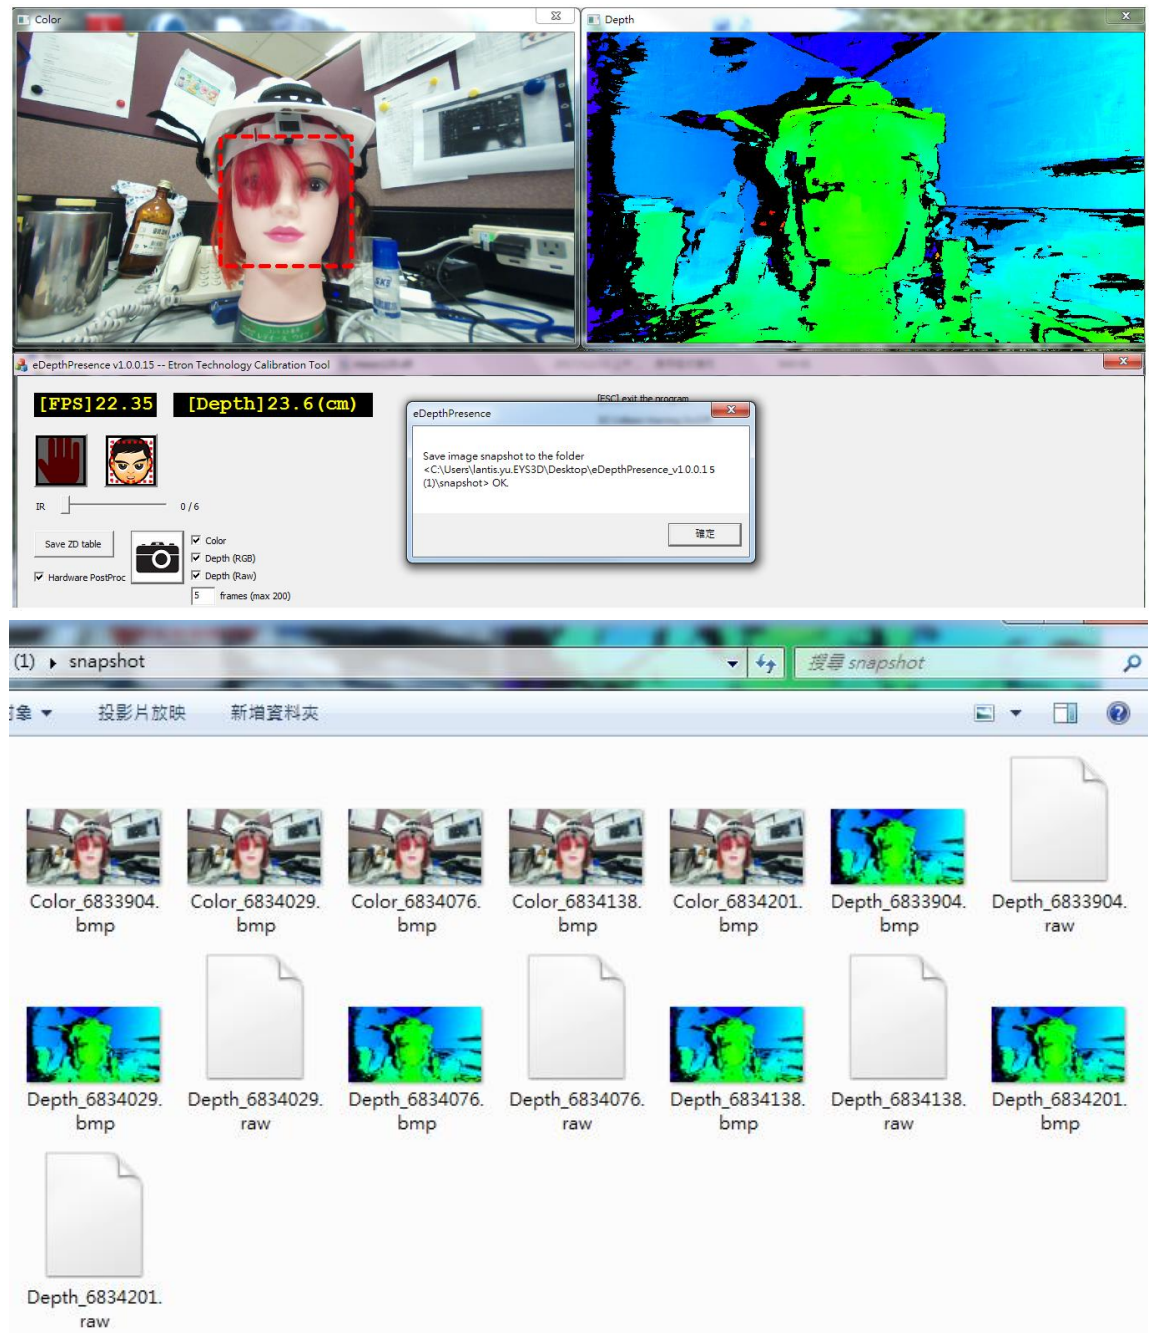 Color
Depth
eDepthPresence v1.0.0.15 -- Etron Technology Calibration Tool
[FPS]22.35 [Depth]23.6(cm)
[ESC] exit the program
eDepthPresence
Save image snapshot to the folder
<C:\Users\lantis.yu.EYS3D\Desktop\eDepthPresence_v1.0.0.15
(1)\snapshot> OK.
確定
IR 0 / 6
Save ZD table
Color
Depth (RGB)
Hardware PostProc
Depth (Raw)
5 frames (max 200)
(1) snapshot
搜尋 snapshot
投影片放映 新增資料夾
Color_6833904.
bmp
Color_6834029.
bmp
Color_6834076.
bmp
Color_6834138.
bmp
Color_6834201.
bmp
Depth_6833904.
bmp
Depth_6833904.
raw
Depth_6834029.
bmp
Depth_6834029.
raw
Depth_6834076.
bmp
Depth_6834076.
raw
Depth_6834138.
bmp
Depth_6834138.
raw
Depth_6834201.
bmp
Depth_6834201.
raw